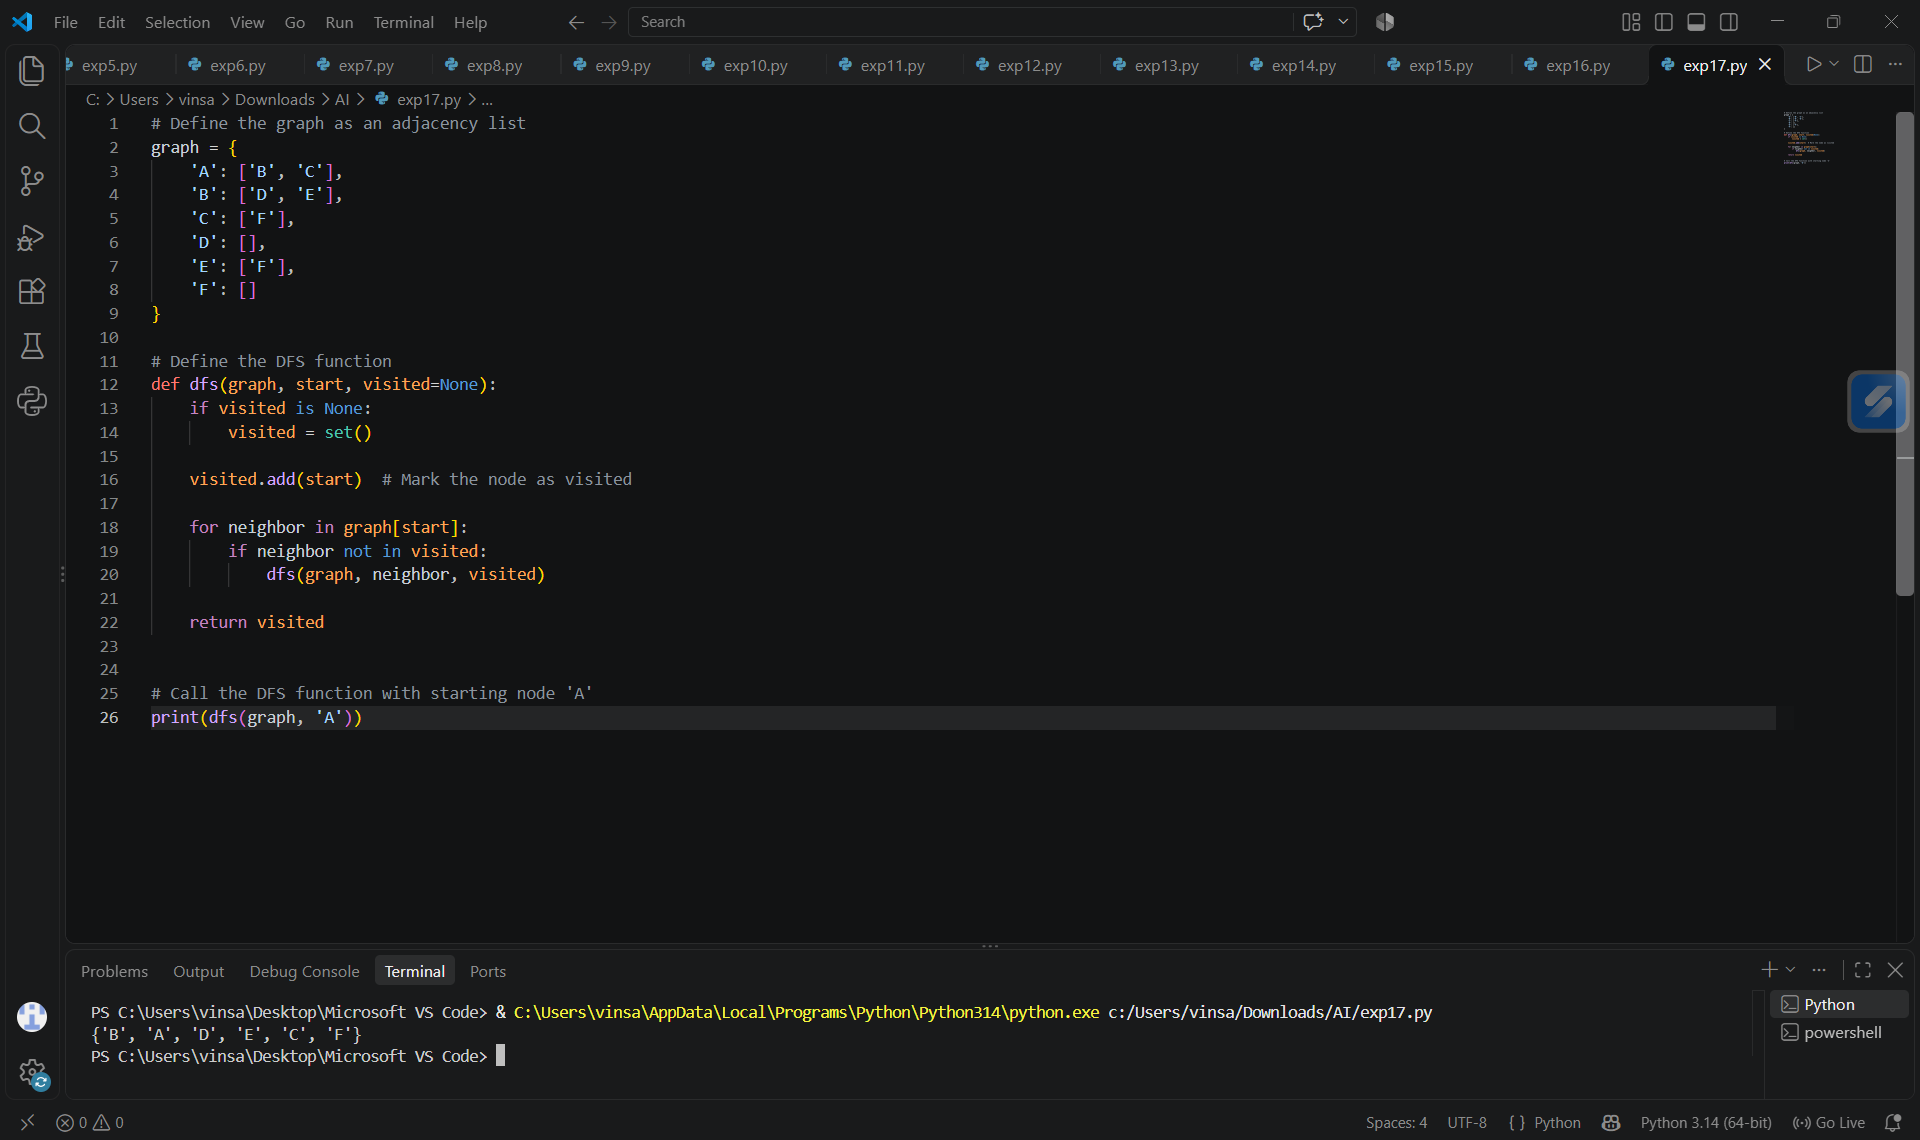 File Edit Selection View Go Run Terminal Help Search
exp5.py exp6.py exp7.py exp8.py exp9.py exp10.py exp11.py exp12.py exp13.py exp14.py exp15.py exp16.py exp17.py
C: > Users > vinsa > Downloads > AI > exp17.py > ...
1 # Define the graph as an adjacency list
2 graph = {
3     'A': ['B', 'C'],
4     'B': ['D', 'E'],
5     'C': ['F'],
6     'D': [],
7     'E': ['F'],
8     'F': []
9 }
10
11 # Define the DFS function
12 def dfs(graph, start, visited=None):
13     if visited is None:
14         visited = set()
15
16     visited.add(start)  # Mark the node as visited
17
18     for neighbor in graph[start]:
19         if neighbor not in visited:
20             dfs(graph, neighbor, visited)
21
22     return visited
23
24
25 # Call the DFS function with starting node 'A'
26 print(dfs(graph, 'A'))
Problems Output Debug Console Terminal Ports
PS C:\Users\vinsa\Desktop\Microsoft VS Code> & C:\Users\vinsa\AppData\Local\Programs\Python\Python314\python.exe c:/Users/vinsa/Downloads/AI/exp17.py
{'B', 'A', 'D', 'E', 'C', 'F'}
PS C:\Users\vinsa\Desktop\Microsoft VS Code>
Python
powershell
0 0 Spaces: 4 UTF-8 { } Python Python 3.14 (64-bit) Go Live